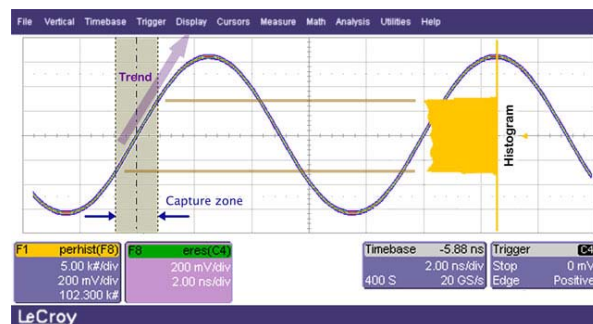 File Vertical Timebase Trigger Display Cursors Measure Math Analysis Utilities Help
Trend
Histogram
Capture zone
F1 perhist(F8)
5.00 k#/div
200 mV/div
102.300 k#
F8 eres(C4)
200 mV/div
2.00 ns/div
Timebase -5.88 ns
2.00 ns/div
400 S 20 GS/s
Trigger C4
Stop 0 mV
Edge Positive
LeCroy